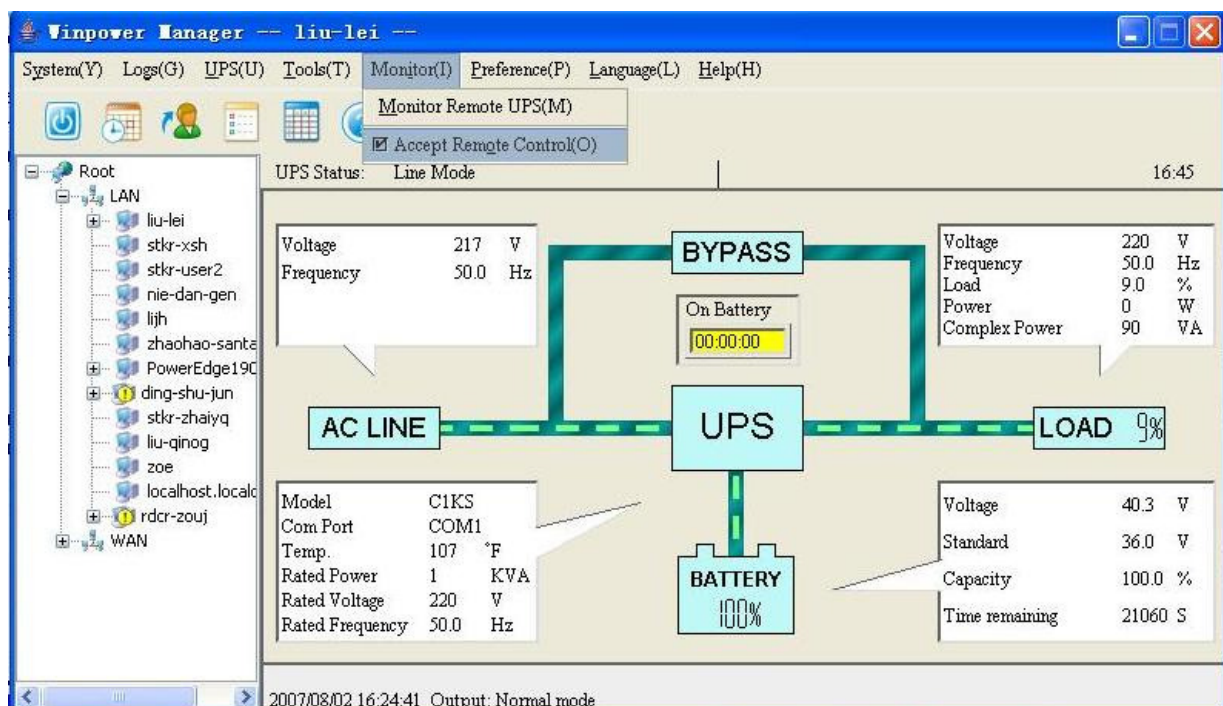 Winpower Manager -- liu-lei --
System(Y) Logs(G) UPS(U) Tools(T) Monitor(I) Preference(P) Language(L) Help(H)
Monitor Remote UPS(M)
Accept Remote Control(O)
UPS Status: Line Mode 16:45
Root
LAN
liu-lei
stkr-xsh
stkr-user2
nie-dan-gen
lijh
zhaohao-santa
PowerEdge190
ding-shu-jun
stkr-zhaiyq
liu-qinog
zoe
localhost.localc
rdcr-zouj
WAN
Voltage 217 V
Frequency 50.0 Hz
BYPASS
On Battery
00:00:00
Voltage 220 V
Frequency 50.0 Hz
Load 9.0 %
Power 0 W
Complex Power 90 VA
AC LINE
UPS
LOAD 9%
Model C1KS
Com Port COM1
Temp. 107 °F
Rated Power 1 KVA
Rated Voltage 220 V
Rated Frequency 50.0 Hz
BATTERY
100%
Voltage 40.3 V
Standard 36.0 V
Capacity 100.0 %
Time remaining 21060 S
2007/08/02 16:24:41 Output: Normal mode